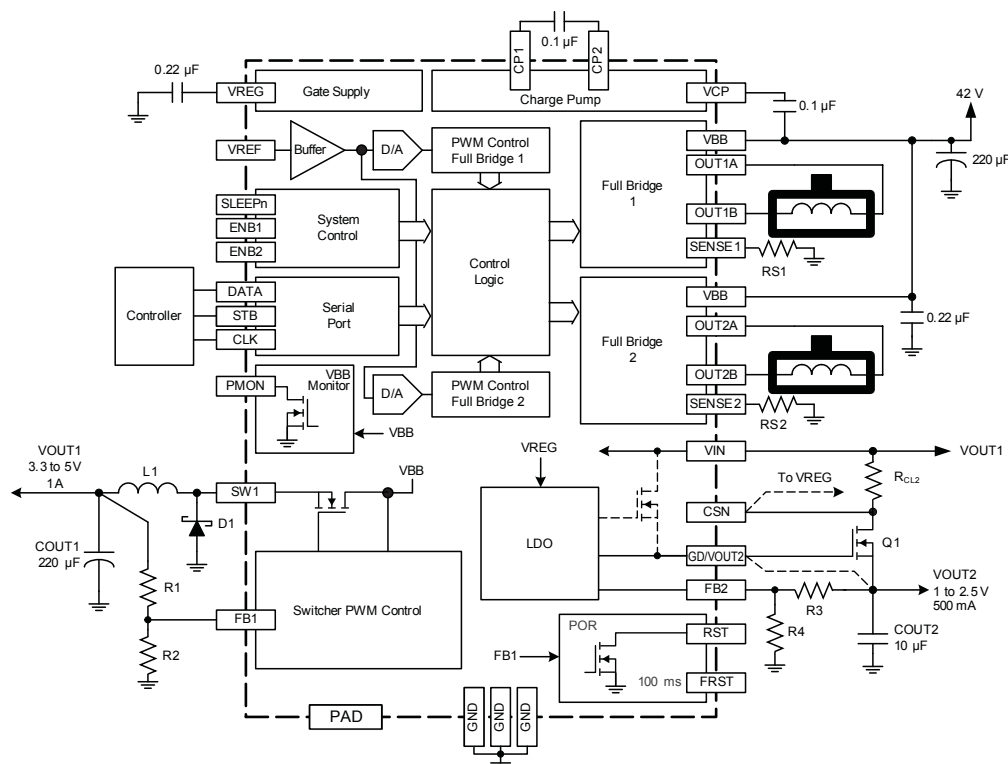 0.1 µF
CP1
CP2
0.22 µF
VREG
Gate Supply
Charge Pump
VCP
0.1 µF
42 V
VREF
Buffer
D/A
PWM Control
Full Bridge 1
VBB
OUT1A
220 µF
SLEEPn
ENB1
ENB2
System
Control
Full Bridge
1
OUT1B
SENSE1
RS1
Control
Logic
Controller
DATA
STB
CLK
Serial
Port
VBB
OUT2A
0.22 µF
Full Bridge
2
PMON
VBB
Monitor
D/A
PWM Control
Full Bridge 2
OUT2B
SENSE2
RS2
VBB
VREG
VIN
VOUT1
VOUT1
3.3 to 5V
1A
L1
SW1
VBB
To VREG
RCL2
CSN
D1
LDO
Q1
COUT1
220 µF
GD/VOUT2
R1
Switcher PWM Control
FB2
R3
VOUT2
1 to 2.5V
500 mA
FB1
R2
POR
RST
R4
COUT2
10 µF
FB1
100 ms
FRST
PAD
GND
GND
GND